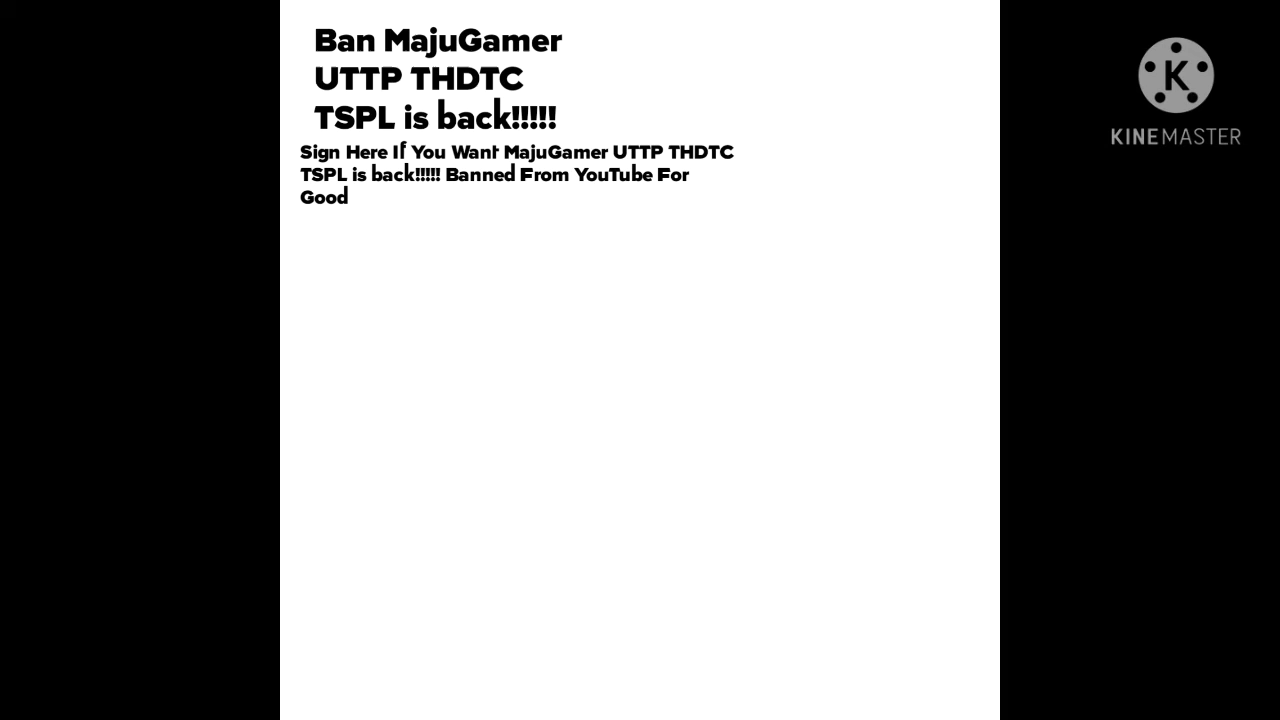 Ban MajuGamer
UTTP THDTC
TSPL is back!!!!!
Sign Here If You Want MajuGamer UTTP THDTC
TSPL is back!!!!! Banned From YouTube For
Good
K
KINEMASTER